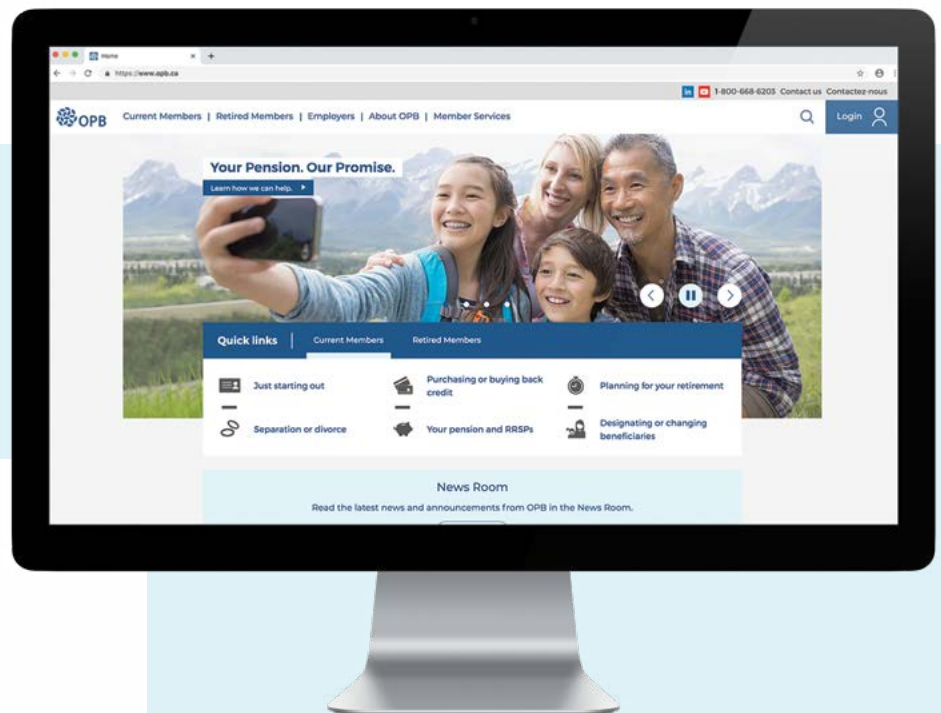 Home
https://www.opb.ca
in 1-800-668-6203 Contact us Contactez-nous
OPB Current Members | Retired Members | Employers | About OPB | Member Services Login
Your Pension. Our Promise.
Learn how we can help.
Quick links Current Members Retired Members
Just starting out
Purchasing or buying back
credit
Planning for your retirement
Separation or divorce
Your pension and RRSPs
Designating or changing
beneficiaries
News Room
Read the latest news and announcements from OPB in the News Room.